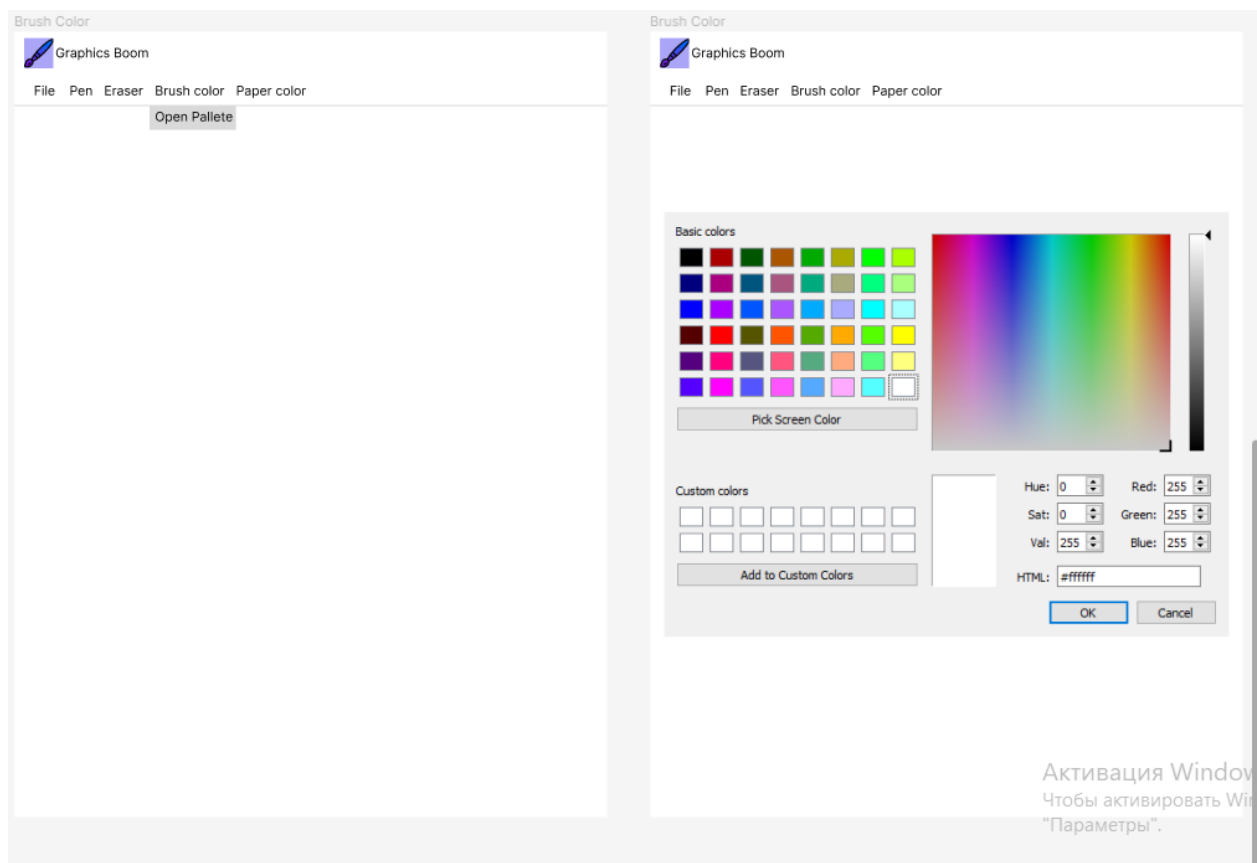 Brush Color
Graphics Boom
File Pen Eraser Brush color Paper color
Open Pallete
Brush Color
Graphics Boom
File Pen Eraser Brush color Paper color
Basic colors
Pick Screen Color
Custom colors
Add to Custom Colors
Hue: 0 Red: 255
Sat: 0 Green: 255
Val: 255 Blue: 255
HTML: #ffffff
OK Cancel
Активация Window
Чтобы активировать Win
"Параметры".